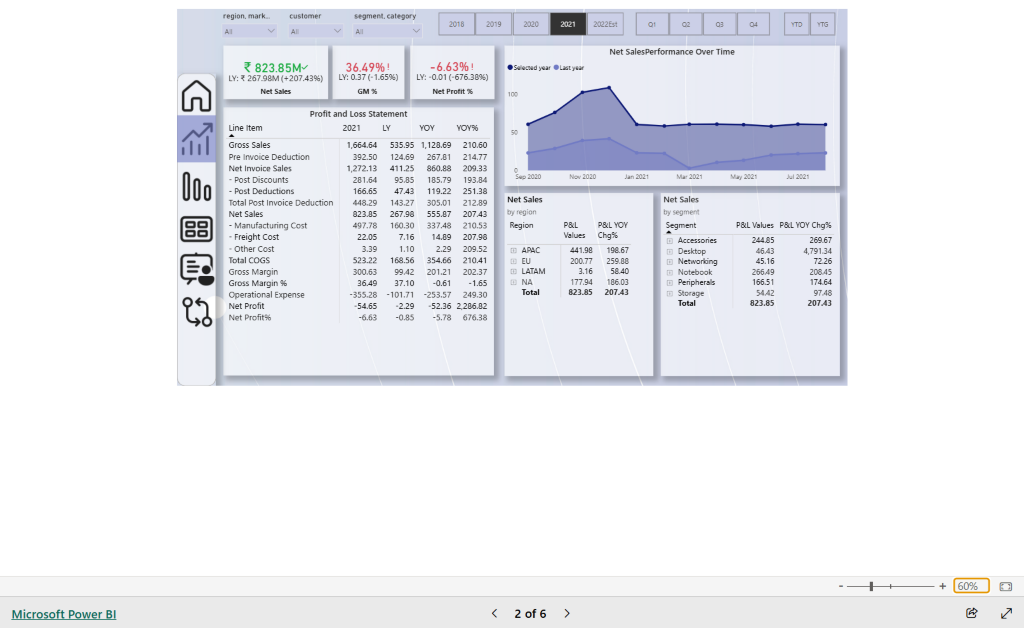 region, mark.. customer segment, category
All All All
2018 2019 2020 2021 2022Est Q1 Q2 Q3 Q4 YTD YTG
₹ 823.85M✓
LY: ₹ 267.98M (+207.43%)
Net Sales
36.49%!
LY: 0.37 (-1.65%)
GM %
-6.63%!
LY: -0.01 (-676.38%)
Net Profit %
Profit and Loss Statement
Line Item 2021 LY YOY YOY%
Gross Sales 1,664.64 535.95 1,128.69 210.60
Pre Invoice Deduction 392.50 124.69 267.81 214.77
Net Invoice Sales 1,272.13 411.25 860.88 209.33
- Post Discounts 281.64 95.85 185.79 193.84
- Post Deductions 166.65 47.43 119.22 251.38
Total Post Invoice Deduction 448.29 143.27 305.01 212.89
Net Sales 823.85 267.98 555.87 207.43
- Manufacturing Cost 497.78 160.30 337.48 210.53
- Freight Cost 22.05 7.16 14.89 207.98
- Other Cost 3.39 1.10 2.29 209.52
Total COGS 523.22 168.56 354.66 210.41
Gross Margin 300.63 99.42 201.21 202.37
Gross Margin % 36.49 37.10 -0.61 -1.65
Operational Expense -355.28 -101.71 -253.57 249.30
Net Profit -54.65 -2.29 -52.36 2,286.82
Net Profit% -6.63 -0.85 -5.78 676.38
Net SalesPerformance Over Time
Selected year Last year
100
50
0
Sep 2020 Nov 2020 Jan 2021 Mar 2021 May 2021 Jul 2021
Net Sales
by region
Region P&L Values P&L YOY Chg%
APAC 441.98 198.67
EU 200.77 259.88
LATAM 3.16 58.40
NA 177.94 186.03
Total 823.85 207.43
Net Sales
by segment
Segment P&L Values P&L YOY Chg%
Accessories 244.85 269.67
Desktop 46.43 4,791.34
Networking 45.16 72.26
Notebook 266.49 208.45
Peripherals 166.51 174.64
Storage 54.42 97.48
Total 823.85 207.43
- + 60%
Microsoft Power BI < 2 of 6 >